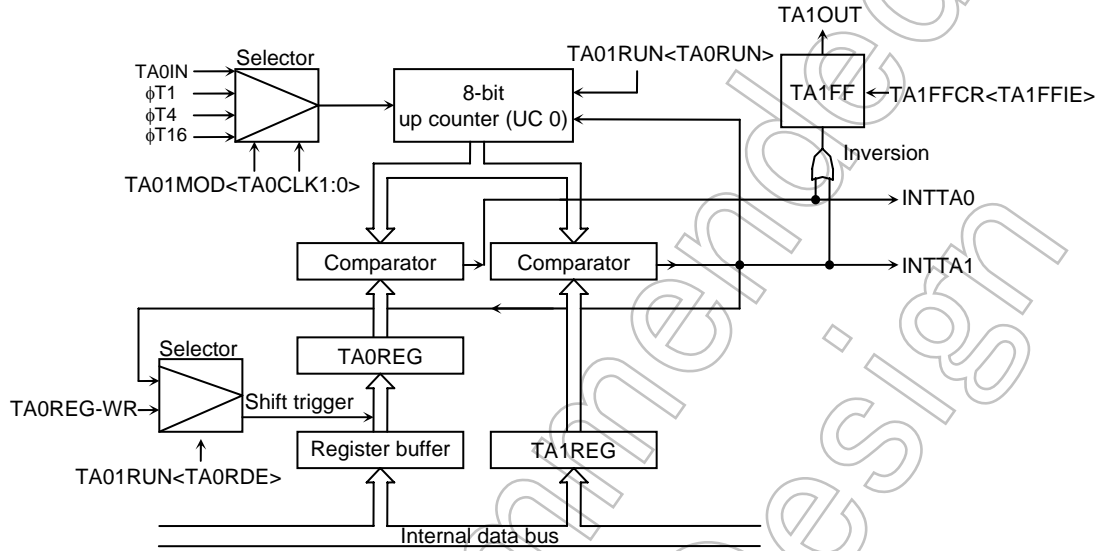 TA1OUT
Selector
TA01RUN<TA0RUN>
TA0IN
φT1
φT4
φT16
8-bit
up counter (UC 0)
TA1FF
TA1FFCR<TA1FFIE>
Inversion
TA01MOD<TA0CLK1:0>
INTTA0
Comparator
Comparator
INTTA1
Selector
TA0REG
TA0REG-WR
Shift trigger
Register buffer
TA1REG
TA01RUN<TA0RDE>
Internal data bus